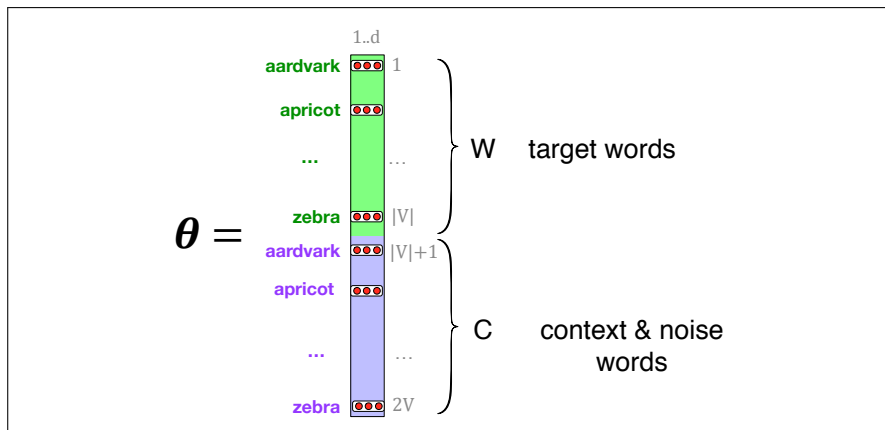 1..d
aardvark 1
apricot
... ...
W target words
zebra |V|
θ =
aardvark |V|+1
apricot
C context & noise
words
... ...
zebra 2V